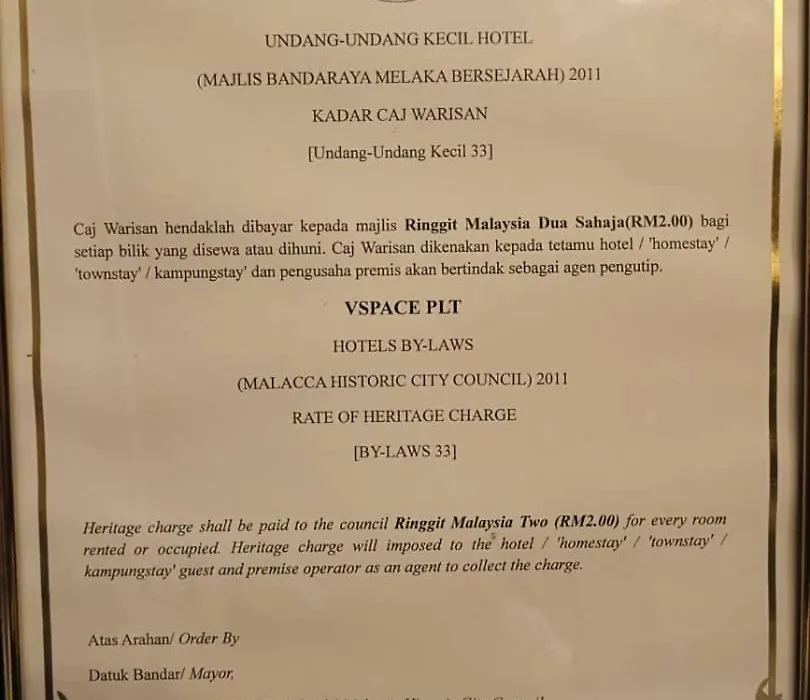 UNDANG-UNDANG KECIL HOTEL
(MAJLIS BANDARAYA MELAKA BERSEJARAH) 2011
KADAR CAJ WARISAN
[Undang-Undang Kecil 33]
Caj Warisan hendaklah dibayar kepada majlis Ringgit Malaysia Dua Sahaja(RM2.00) bagi
setiap bilik yang disewa atau dihuni. Caj Warisan dikenakan kepada tetamu hotel / 'homestay' /
'townstay' / kampungstay' dan pengusaha premis akan bertindak sebagai agen pengutip.
VSPACE PLT
HOTELS BY-LAWS
(MALACCA HISTORIC CITY COUNCIL) 2011
RATE OF HERITAGE CHARGE
[BY-LAWS 33]
Heritage charge shall be paid to the council Ringgit Malaysia Two (RM2.00) for every room
rented or occupied. Heritage charge will imposed to the hotel / 'homestay' / 'townstay' /
kampungstay' guest and premise operator as an agent to collect the charge.
Atas Arahan/ Order By
Datuk Bandar/ Mayor,